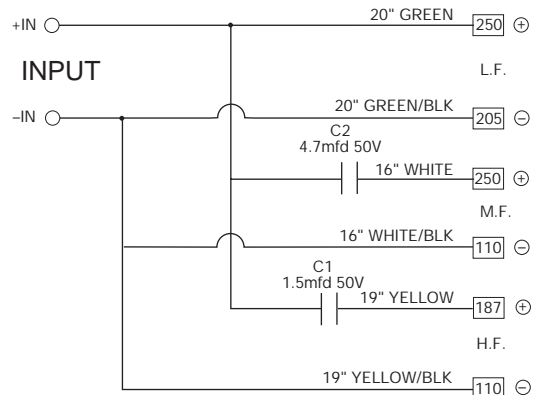 20" GREEN
+IN 250 +
INPUT
L.F.
20" GREEN/BLK
–IN 205 –
C2
4.7mfd 50V
16" WHITE
250 +
M.F.
16" WHITE/BLK
110 –
C1
1.5mfd 50V
19" YELLOW
187 +
H.F.
19" YELLOW/BLK
110 –